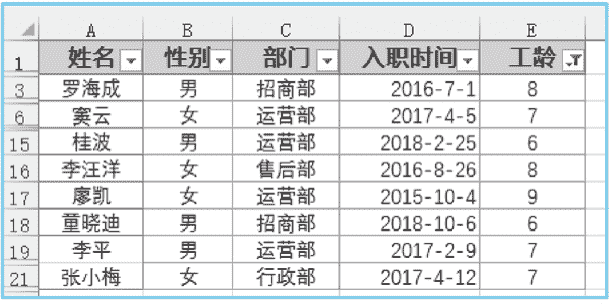 A B C D E
1 姓名 性别 部门 入职时间 工龄
3 罗海成 男 招商部 2016-7-1 8
6 窦云 女 运营部 2017-4-5 7
15 桂波 男 运营部 2018-2-25 6
16 李汪洋 女 售后部 2016-8-26 8
17 廖凯 女 运营部 2015-10-4 9
18 童晓迪 男 招商部 2018-10-6 6
19 李平 男 运营部 2017-2-9 7
21 张小梅 女 行政部 2017-4-12 7